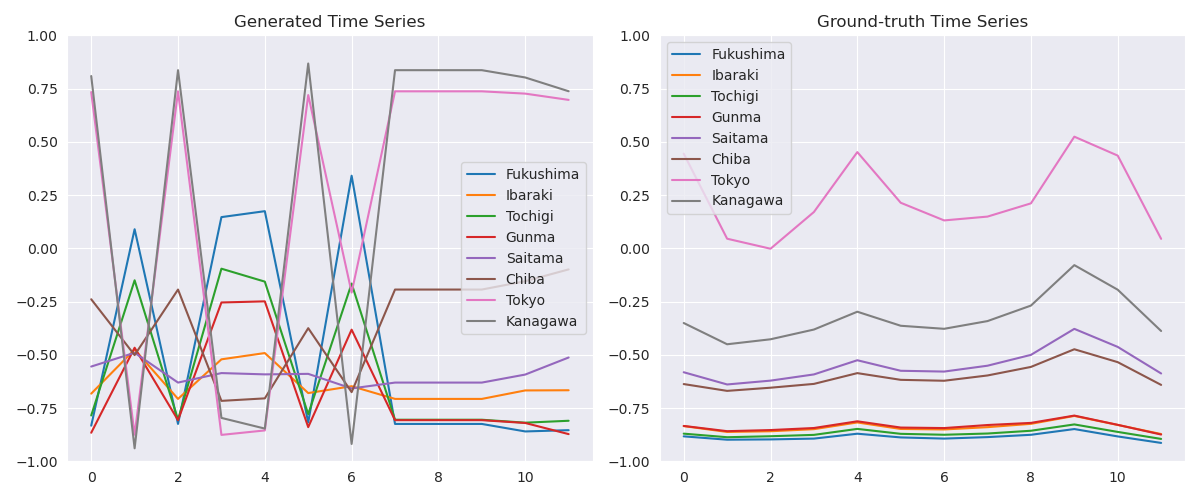 Generated Time Series
1.00
0.75
0.50
0.25
0.00
−0.25
−0.50
−0.75
−1.00
0 2 4 6 8 10
Fukushima
Ibaraki
Tochigi
Gunma
Saitama
Chiba
Tokyo
Kanagawa
Ground-truth Time Series
1.00
0.75
0.50
0.25
0.00
−0.25
−0.50
−0.75
−1.00
0 2 4 6 8 10
Fukushima
Ibaraki
Tochigi
Gunma
Saitama
Chiba
Tokyo
Kanagawa